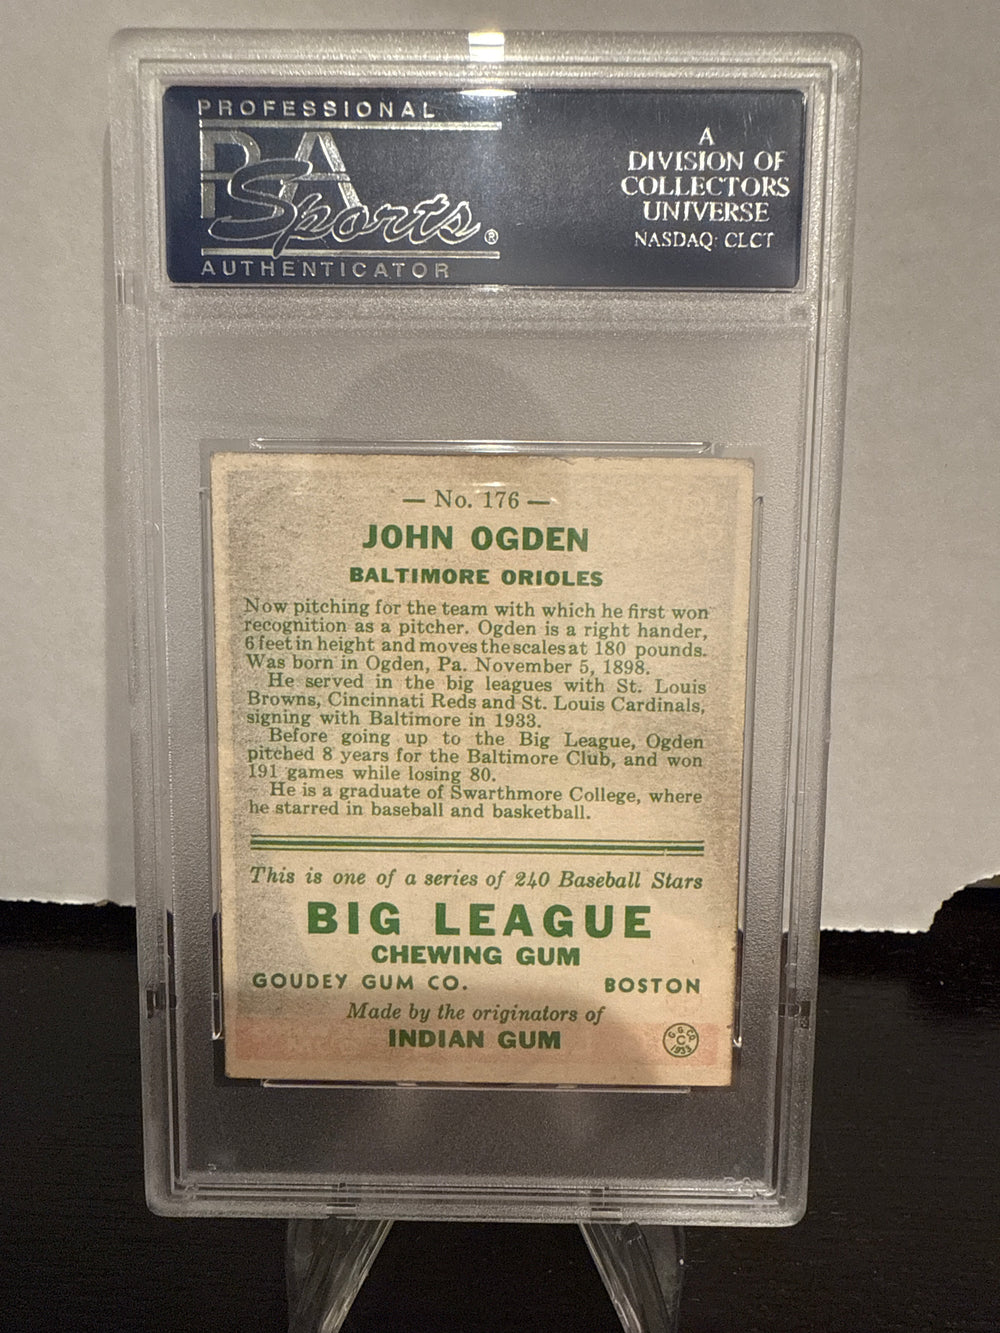 PROFESSIONAL
PSA
Sports®
AUTHENTICATOR
A
DIVISION OF
COLLECTORS
UNIVERSE
NASDAQ: CLCT
— No. 176 —
JOHN OGDEN
BALTIMORE ORIOLES
Now pitching for the team with which he first won
recognition as a pitcher. Ogden is a right hander,
6 feet in height and moves the scales at 180 pounds.
Was born in Ogden, Pa. November 5, 1898.
He served in the big leagues with St. Louis
Browns, Cincinnati Reds and St. Louis Cardinals,
signing with Baltimore in 1933.
Before going up to the Big League, Ogden
pitched 8 years for the Baltimore Club, and won
191 games while losing 80.
He is a graduate of Swarthmore College, where
he starred in baseball and basketball.
This is one of a series of 240 Baseball Stars
BIG LEAGUE
CHEWING GUM
GOUDEY GUM CO. BOSTON
Made by the originators of
INDIAN GUM
G. G. CO.
C
1933